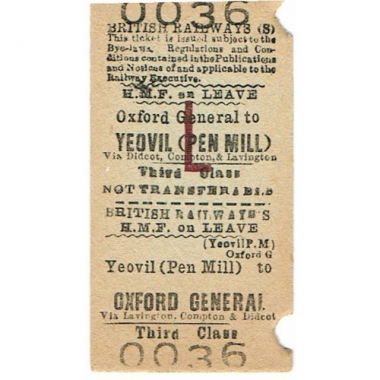 0036
BRITISH RAILWAYS (S)
This ticket is issued subject to the
Bye-laws. Regulations and Con-
ditions contained in the Publications
and Notices of and applicable to the
Railway Executive.
H.M.F. on LEAVE
L
Oxford General to
YEOVIL (PEN MILL)
Via Didcot, Compton, & Lavington
Third Class
NOT TRANSFERABLE
BRITISH RAILWAYS S
H.M.F. on LEAVE
(Yeovil P.M)
Oxford G
Yeovil (Pen Mill) to
OXFORD GENERAL
Via Lavington, Compton & Didcot
Third Class
0036